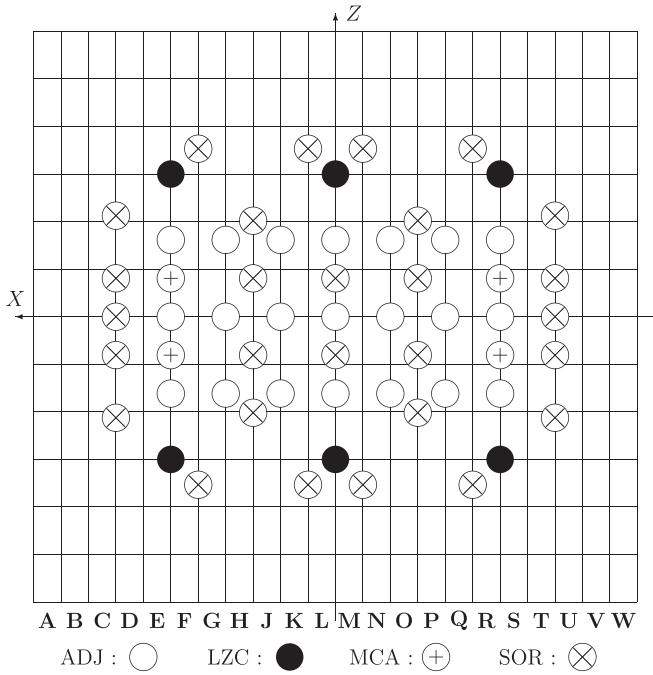 Z
X
A B C D E F G H J K L M N O P Q R S T U V W
ADJ : LZC : MCA : SOR :